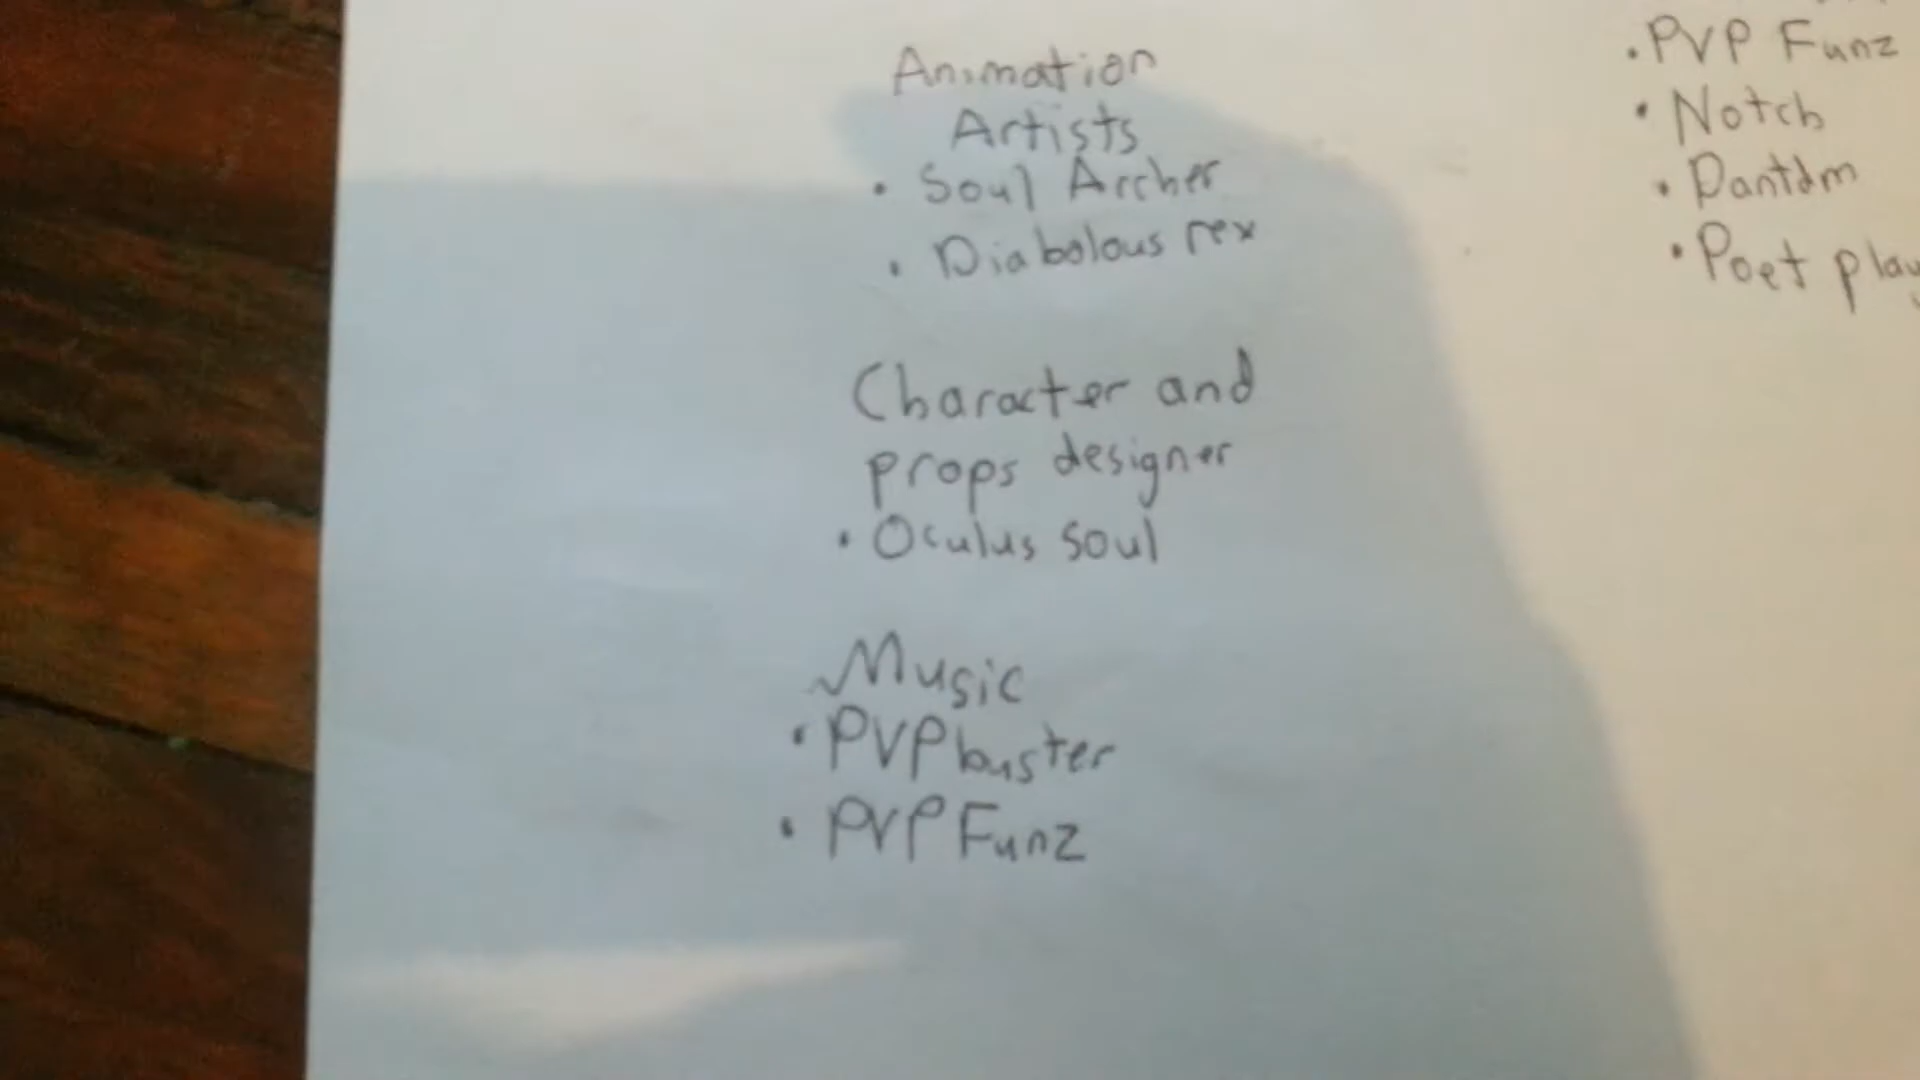 Animation
Artists
• Soul Archer
• Diabolous rex
Character and
props designer
• Oculus soul
Music
• PVPbuster
• PVP Funz
• PVP Funz
• Notch
• Dantdm
• Poet play